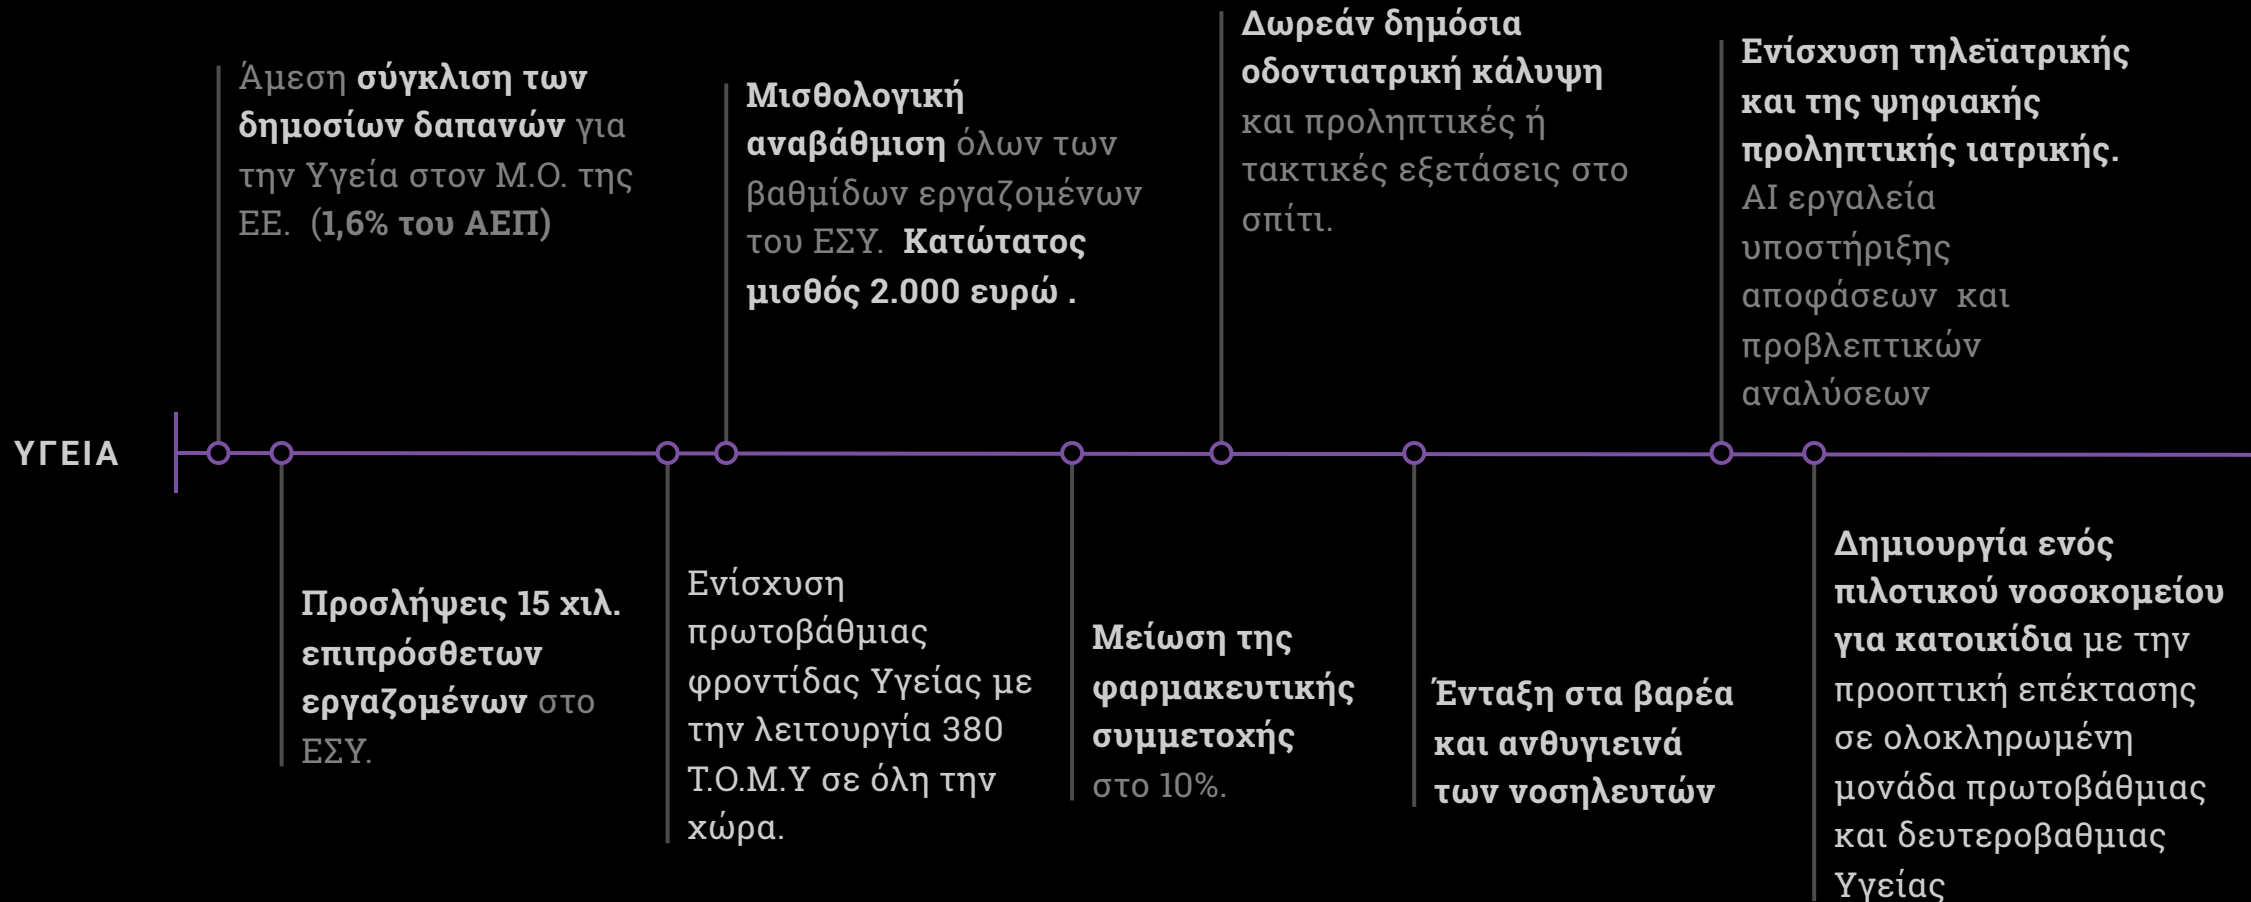 ΥΓΕΙΑ
Άμεση σύγκλιση των
δημοσίων δαπανών για
την Υγεία στον Μ.Ο. της
ΕΕ. (1,6% του ΑΕΠ)
Προσλήψεις 15 χιλ.
επιπρόσθετων
εργαζομένων στο
ΕΣΥ.
Ενίσχυση
πρωτοβάθμιας
φροντίδας Υγείας με
την λειτουργία 380
Τ.Ο.Μ.Υ σε όλη την
χώρα.
Μισθολογική
αναβάθμιση όλων των
βαθμίδων εργαζομένων
του ΕΣΥ. Κατώτατος
μισθός 2.000 ευρώ .
Μείωση της
φαρμακευτικής
συμμετοχής
στο 10%.
Δωρεάν δημόσια
οδοντιατρική κάλυψη
και προληπτικές ή
τακτικές εξετάσεις στο
σπίτι.
Ένταξη στα βαρέα
και ανθυγιεινά
των νοσηλευτών
Ενίσχυση τηλεϊατρικής
και της ψηφιακής
προληπτικής ιατρικής.
ΑΙ εργαλεία
υποστήριξης
αποφάσεων και
προβλεπτικών
αναλύσεων
Δημιουργία ενός
πιλοτικού νοσοκομείου
για κατοικίδια με την
προοπτική επέκτασης
σε ολοκληρωμένη
μονάδα πρωτοβάθμιας
και δευτεροβαθμιας
Υγείας